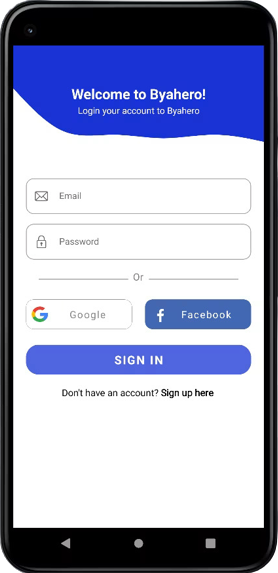 Welcome to Byahero!
Login your account to Byahero
Email
Password
Or
Google
Facebook
SIGN IN
Don't have an account? Sign up here